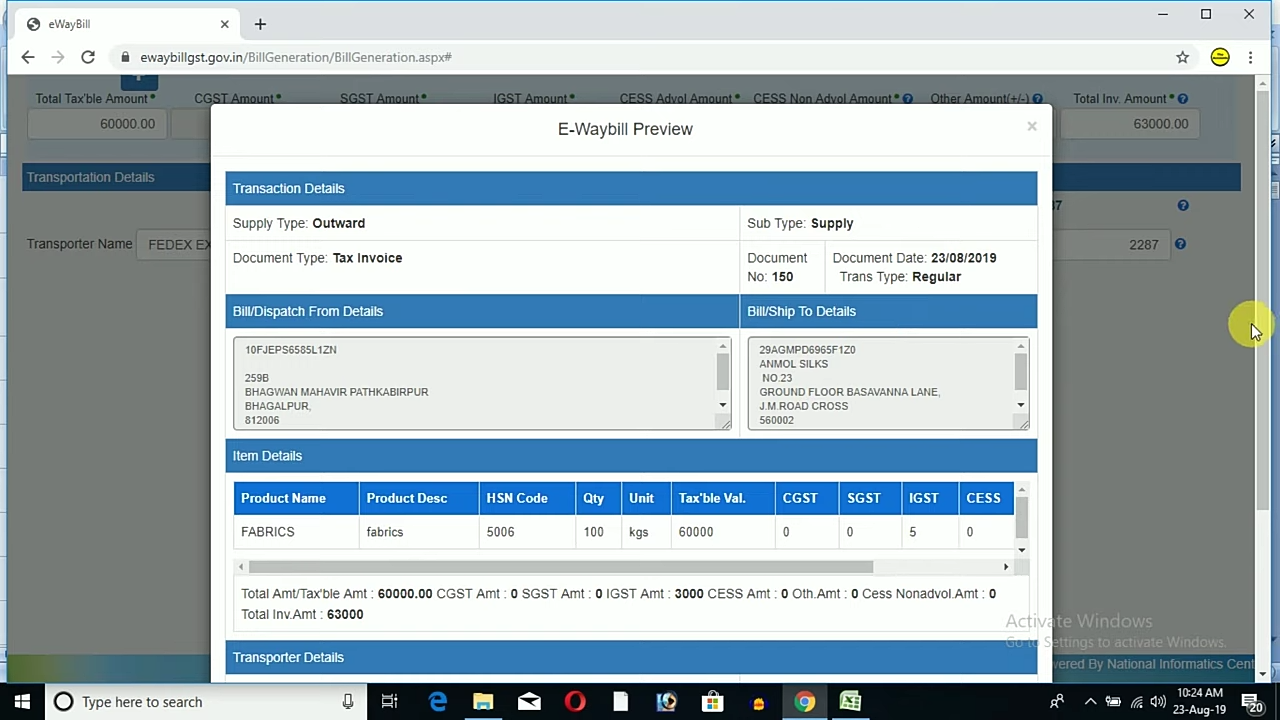 eWayBill
ewaybillgst.gov.in/BillGeneration/BillGeneration.aspx#
Total Tax'ble Amount CGST Amount SGST Amount IGST Amount CESS Advol Amount CESS Non Advol Amount Other Amount(+/-) Total Inv. Amount
60000.00 63000.00
E-Waybill Preview ×
Transportation Details
Transaction Details
Supply Type: Outward Sub Type: Supply
Transporter Name FEDEX EX 2287
Document Type: Tax Invoice Document No: 150 Document Date: 23/08/2019
Trans Type: Regular
Bill/Dispatch From Details Bill/Ship To Details
10FJEPS6585L1ZN
259B
BHAGWAN MAHAVIR PATHKABIRPUR
BHAGALPUR,
812006
29AGMPD6965F1Z0
ANMOL SILKS
NO.23
GROUND FLOOR BASAVANNA LANE,
J.M.ROAD CROSS
560002
Item Details
Product Name Product Desc HSN Code Qty Unit Tax'ble Val. CGST SGST IGST CESS
FABRICS fabrics 5006 100 kgs 60000 0 0 5 0
Total Amt/Tax'ble Amt : 60000.00 CGST Amt : 0 SGST Amt : 0 IGST Amt : 3000 CESS Amt : 0 Oth.Amt : 0 Cess Nonadvol.Amt : 0
Total Inv.Amt : 63000
Transporter Details
Activate Windows
Go to Settings to activate Windows.
wered By National Informatics Cent
Type here to search
10:24 AM
23-Aug-19
20